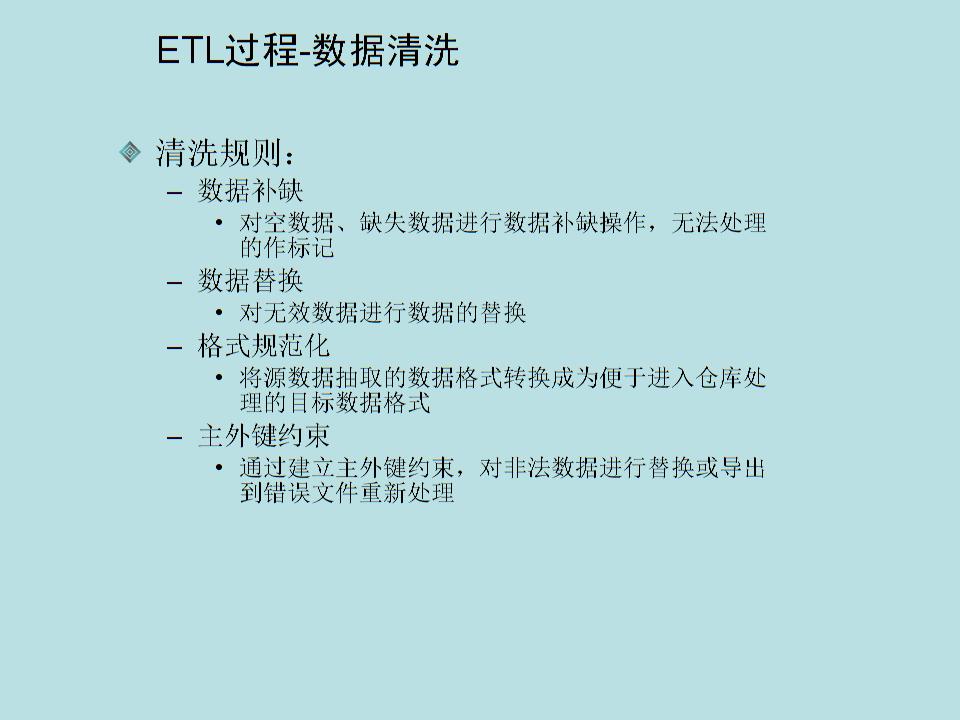 ETL过程-数据清洗
清洗规则：
– 数据补缺
• 对空数据、缺失数据进行数据补缺操作，无法处理
的作标记
– 数据替换
• 对无效数据进行数据的替换
– 格式规范化
• 将源数据抽取的数据格式转换成为便于进入仓库处
理的目标数据格式
– 主外键约束
• 通过建立主外键约束，对非法数据进行替换或导出
到错误文件重新处理